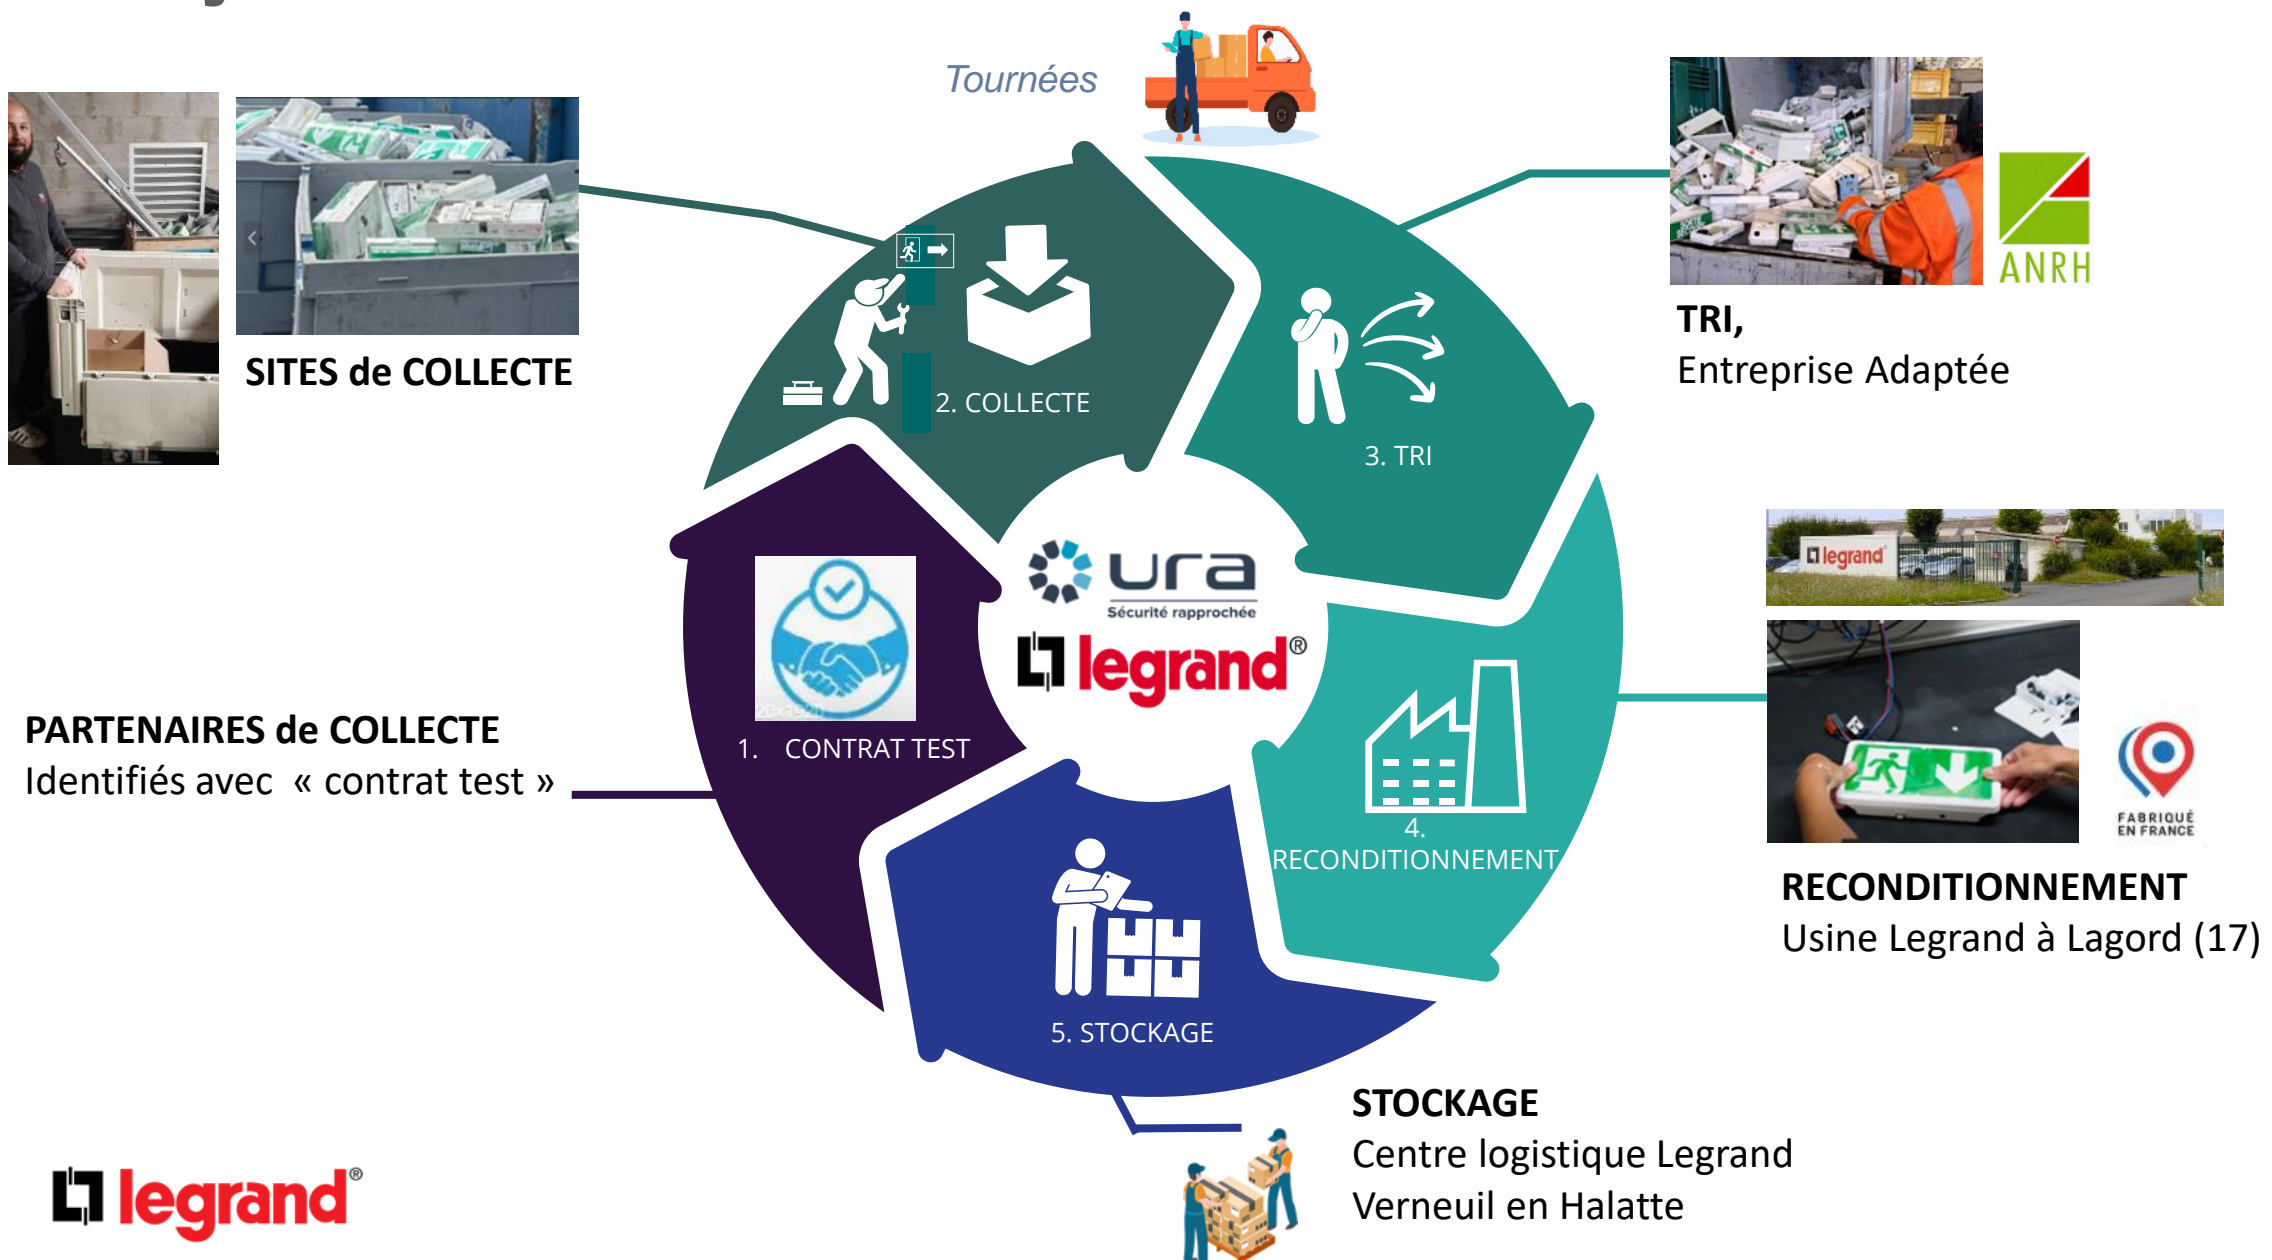 Tournées
ANRH
SITES de COLLECTE
TRI,
Entreprise Adaptée
2. COLLECTE
3. TRI
legrand
ura
Sécurité rapprochée
legrand®
PARTENAIRES de COLLECTE
Identifiés avec « contrat test »
1. CONTRAT TEST
4.
RECONDITIONNEMENT
FABRIQUÉ
EN FRANCE
RECONDITIONNEMENT
Usine Legrand à Lagord (17)
5. STOCKAGE
STOCKAGE
Centre logistique Legrand
Verneuil en Halatte
legrand®